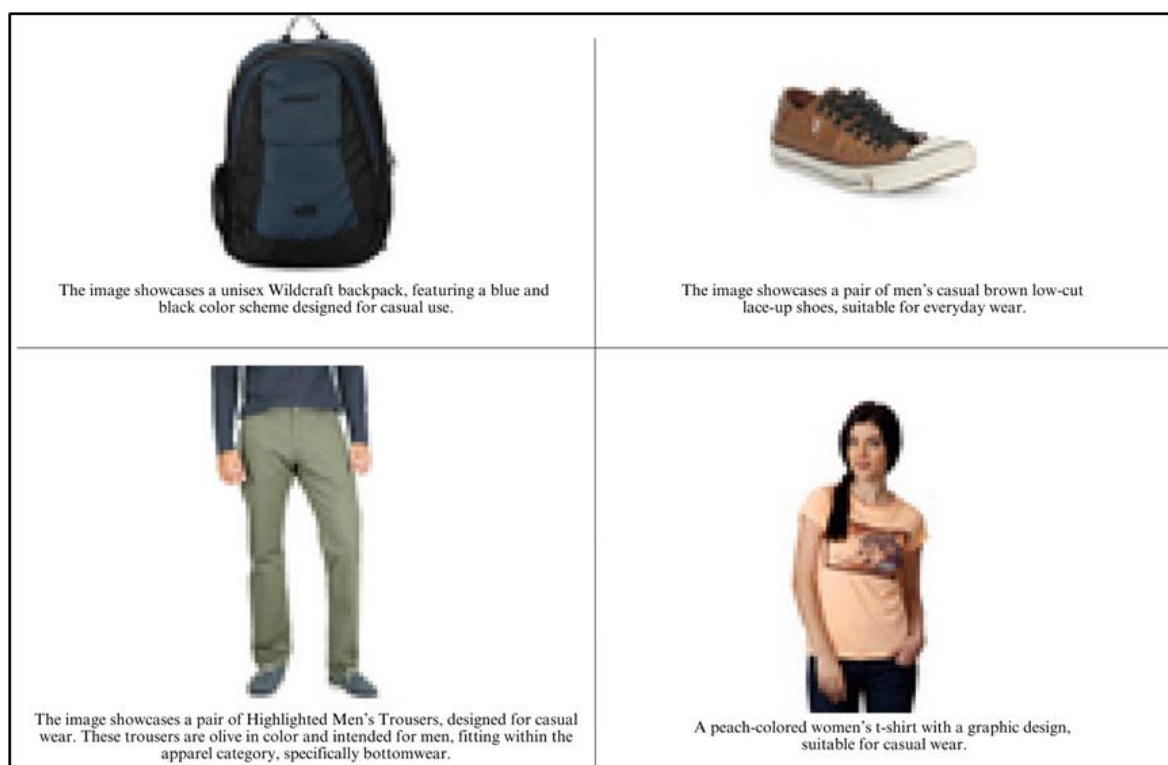 The image showcases a unisex Wildcraft backpack, featuring a blue and
black color scheme designed for casual use.
The image showcases a pair of men's casual brown low-cut
lace-up shoes, suitable for everyday wear.
The image showcases a pair of Highlighted Men's Trousers, designed for casual
wear. These trousers are olive in color and intended for men, fitting within the
apparel category, specifically bottomwear.
A peach-colored women's t-shirt with a graphic design,
suitable for casual wear.